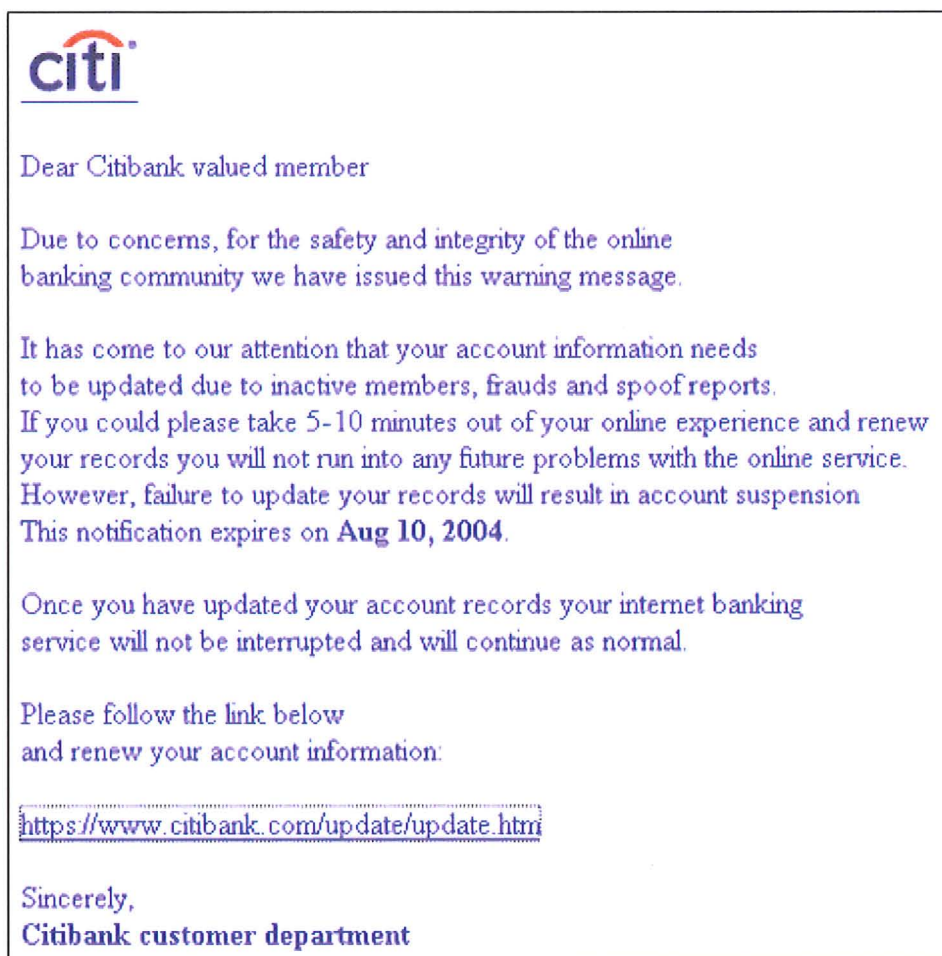 citi
Dear Citibank valued member
Due to concerns, for the safety and integrity of the online
banking community we have issued this warning message.
It has come to our attention that your account information needs
to be updated due to inactive members, frauds and spoof reports.
If you could please take 5-10 minutes out of your online experience and renew
your records you will not run into any future problems with the online service.
However, failure to update your records will result in account suspension
This notification expires on Aug 10, 2004.
Once you have updated your account records your internet banking
service will not be interrupted and will continue as normal.
Please follow the link below
and renew your account information:
https://www.citibank.com/update/update.htm
Sincerely,
Citibank customer department